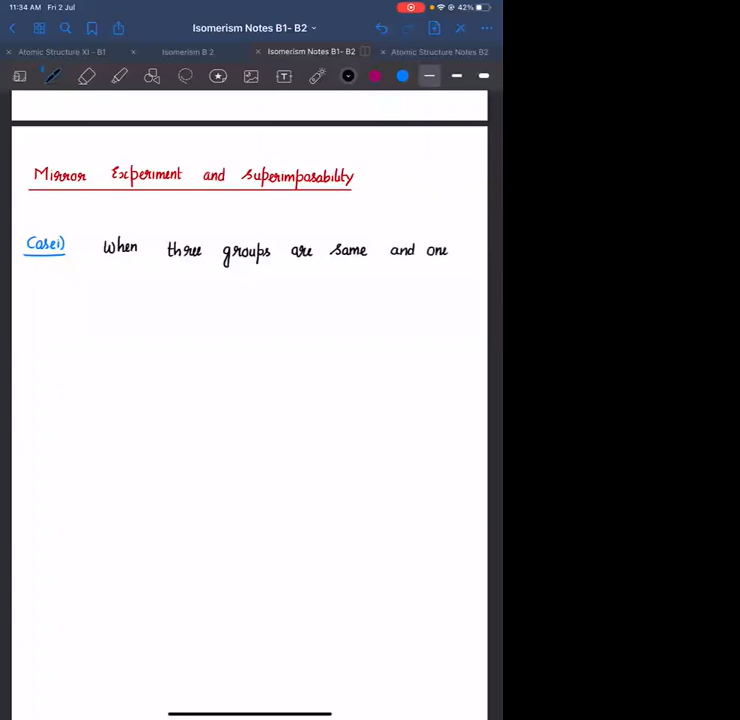 11:34 AM Fri 2 Jul
42%
Isomerism Notes B1- B2
Atomic Structure XI - B1
Isomerism B 2
Isomerism Notes B1- B2
Atomic Structure Notes B2
Mirror Experiment and Superimposability
Case i) When three groups are same and one